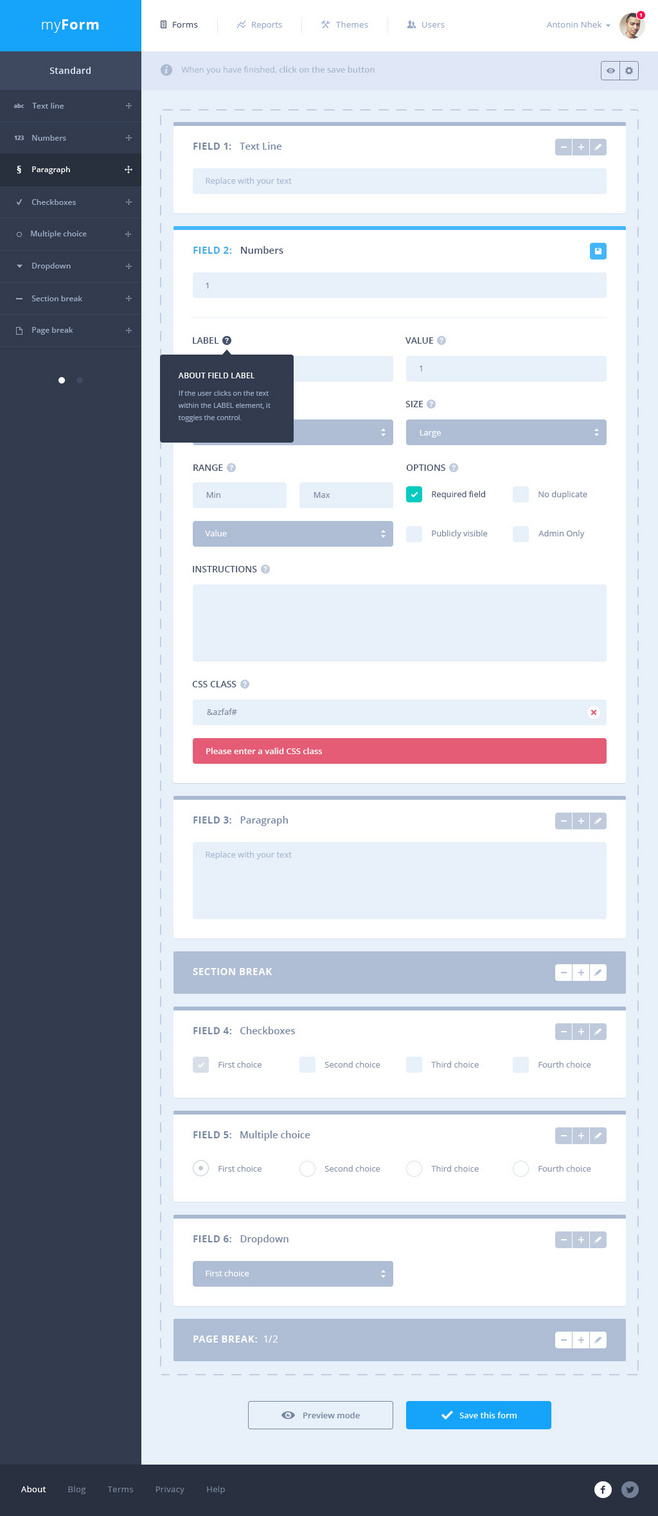 myForm
Forms
Reports
Themes
Users
Antonin Nhek
1
Standard
When you have finished, click on the save button
abc Text line
123 Numbers
§ Paragraph
Checkboxes
Multiple choice
Dropdown
Section break
Page break
FIELD 1: Text Line
Replace with your text
FIELD 2: Numbers
1
LABEL ?
VALUE ?
ABOUT FIELD LABEL
If the user clicks on the text
within the LABEL element, it
toggles the control.
1
SIZE ?
Large
RANGE ?
OPTIONS ?
Min
Max
Required field
No duplicate
Value
Publicly visible
Admin Only
INSTRUCTIONS ?
CSS CLASS ?
&azfaf#
Please enter a valid CSS class
FIELD 3: Paragraph
Replace with your text
SECTION BREAK
FIELD 4: Checkboxes
First choice
Second choice
Third choice
Fourth choice
FIELD 5: Multiple choice
First choice
Second choice
Third choice
Fourth choice
FIELD 6: Dropdown
First choice
PAGE BREAK: 1/2
Preview mode
Save this form
About
Blog
Terms
Privacy
Help